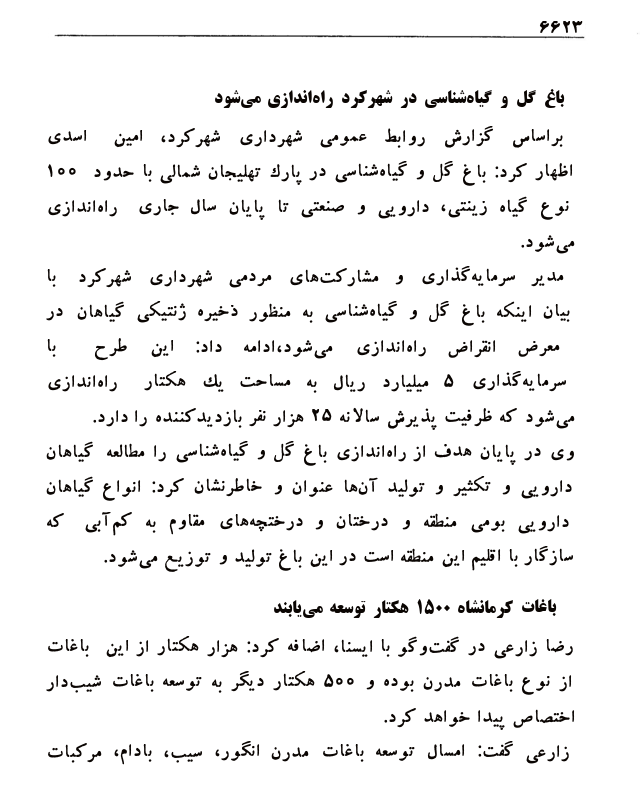 ۶۶۲۳
باغ گل و گیاه‌شناسی در شهرکرد راه‌اندازی می‌شود
براساس گزارش روابط عمومی شهرداری شهرکرد، امین اسدی
اظهار کرد: باغ گل و گیاه‌شناسی در پارك تهلیجان شمالی با حدود ۱۰۰
نوع گیاه زینتی، دارویی و صنعتی تا پایان سال جاری راه‌اندازی
می‌شود.
مدیر سرمایه‌گذاری و مشارکت‌های مردمی شهرداری شهرکرد با
بیان اینکه باغ گل و گیاه‌شناسی به منظور ذخیره ژنتیکی گیاهان در
معرض انقراض راه‌اندازی می‌شود،ادامه داد: این طرح با
سرمایه‌گذاری ۵ میلیارد ریال به مساحت یك هکتار راه‌اندازی
می‌شود که ظرفیت پذیرش سالانه ۲۵ هزار نفر بازدیدکننده را دارد.
وی در پایان هدف از راه‌اندازی باغ گل و گیاه‌شناسی را مطالعه گیاهان
دارویی و تکثیر و تولید آن‌ها عنوان و خاطرنشان کرد: انواع گیاهان
دارویی بومی منطقه و درختان و درختچه‌های مقاوم به کم‌آبی که
سازگار با اقلیم این منطقه است در این باغ تولید و توزیع می‌شود.
باغات کرمانشاه ۱۵۰۰ هکتار توسعه می‌یابند
رضا زارعی در گفت‌وگو با ایسنا، اضافه کرد: هزار هکتار از این باغات
از نوع باغات مدرن بوده و ۵۰۰ هکتار دیگر به توسعه باغات شیب‌دار
اختصاص پیدا خواهد کرد.
زارعی گفت: امسال توسعه باغات مدرن انگور، سیب، بادام، مرکبات